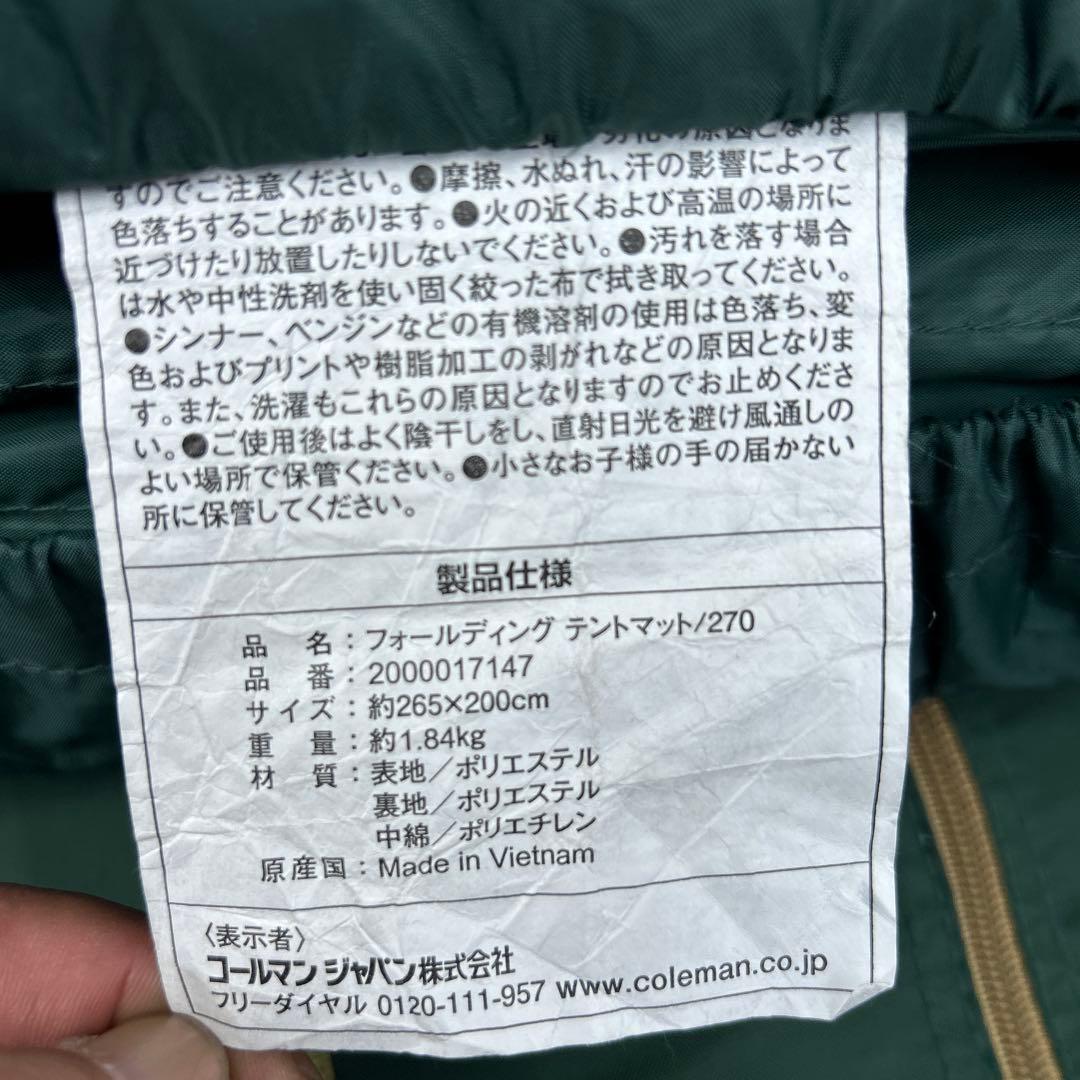 の原因となりま
すのでご注意ください。●摩擦、水ぬれ、汗の影響によって
色落ちすることがあります。●火の近くおよび高温の場所に
近づけたり放置したりしないでください。●汚れを落す場合
は水や中性洗剤を使い固く絞った布で拭き取ってください。
●シンナー、ベンジンなどの有機溶剤の使用は色落ち、変
色およびプリントや樹脂加工の剥がれなどの原因となりま
す。また、洗濯もこれらの原因となりますのでお止めくださ
い。●ご使用後はよく陰干しをし、直射日光を避け風通しの
よい場所で保管ください。●小さなお子様の手の届かない
所に保管してください。
製品仕様
品名:フォールディング テントマット/270
品番:2000017147
サイズ:約265×200cm
重量:約1.84kg
材質:表地/ポリエステル
裏地/ポリエステル
中綿/ポリエチレン
原産国:Made in Vietnam
〈表示者〉
コールマン ジャパン株式会社
フリーダイヤル 0120-111-957 www.coleman.co.jp